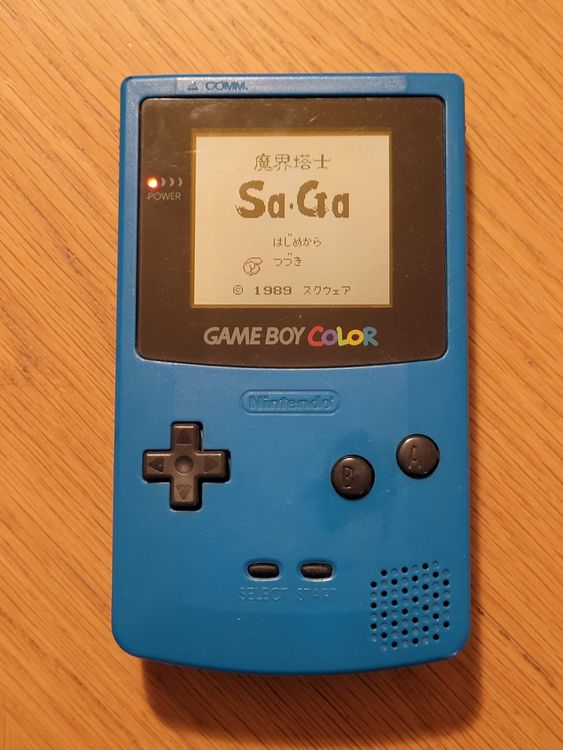 COMM.
POWER
魔界塔士
Sa・Ga
はじめから
つづき
© 1989 スクウェア
GAME BOY COLOR
Nintendo
A
B
SELECT START